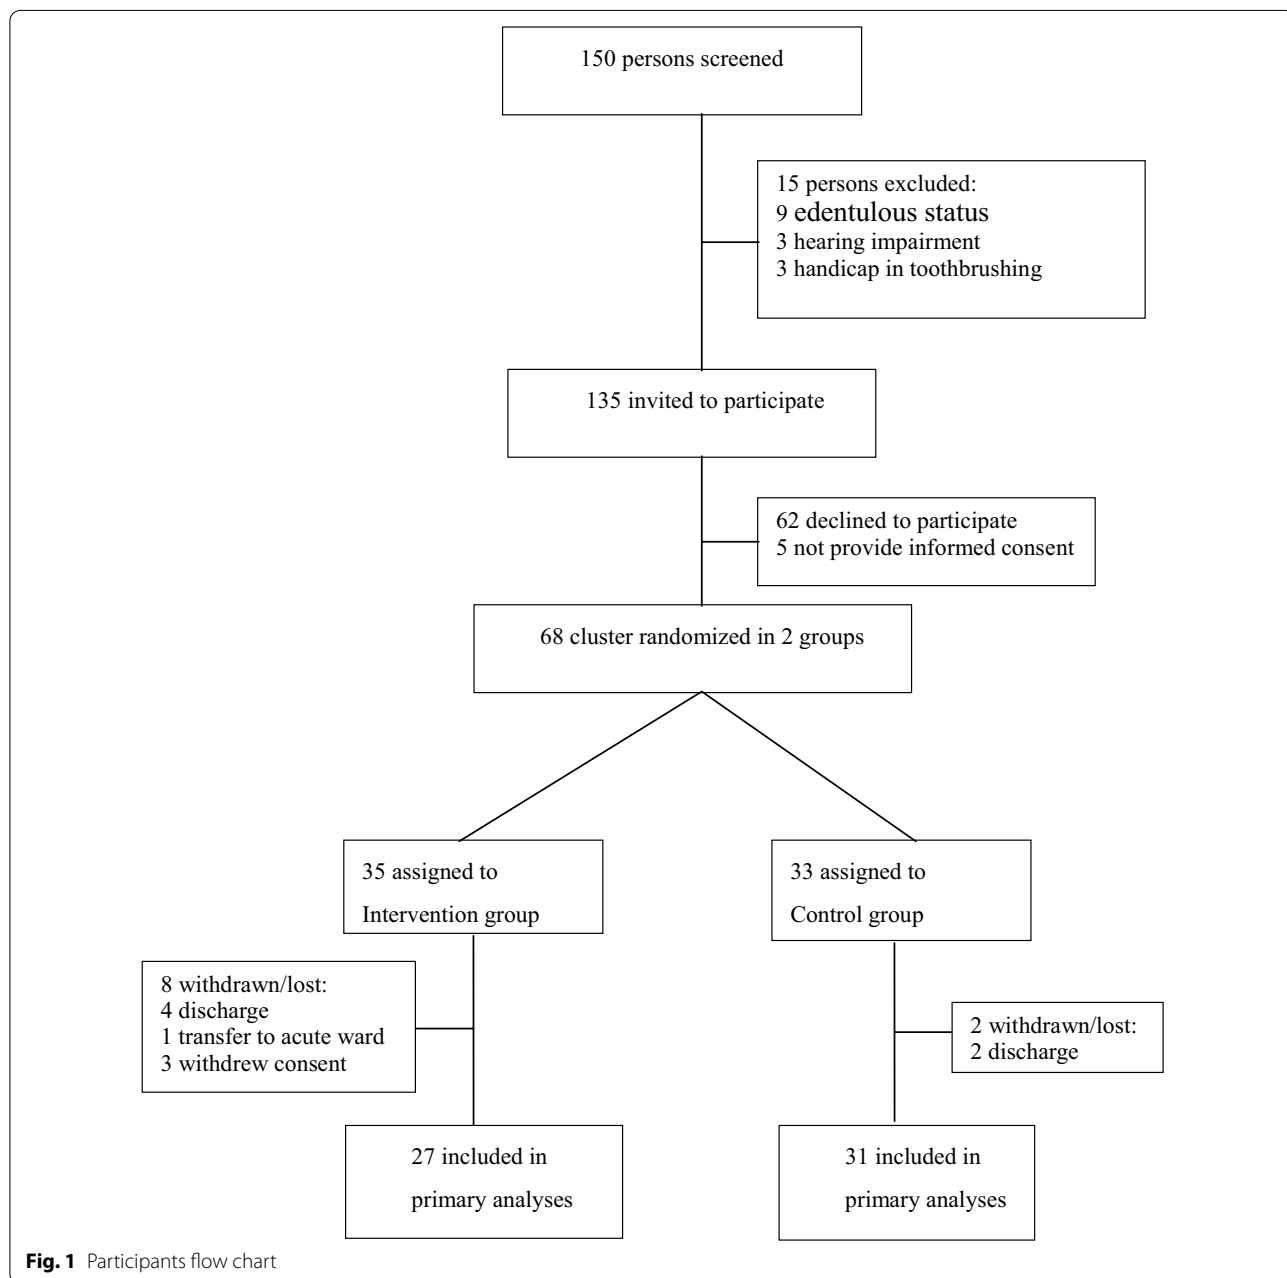 150 persons screened
15 persons excluded:
9 edentulous status
3 hearing impairment
3 handicap in toothbrushing
135 invited to participate
62 declined to participate
5 not provide informed consent
68 cluster randomized in 2 groups
35 assigned to
Intervention group
33 assigned to
Control group
8 withdrawn/lost:
4 discharge
1 transfer to acute ward
3 withdrew consent
2 withdrawn/lost:
2 discharge
27 included in
primary analyses
31 included in
primary analyses
Fig. 1 Participants flow chart